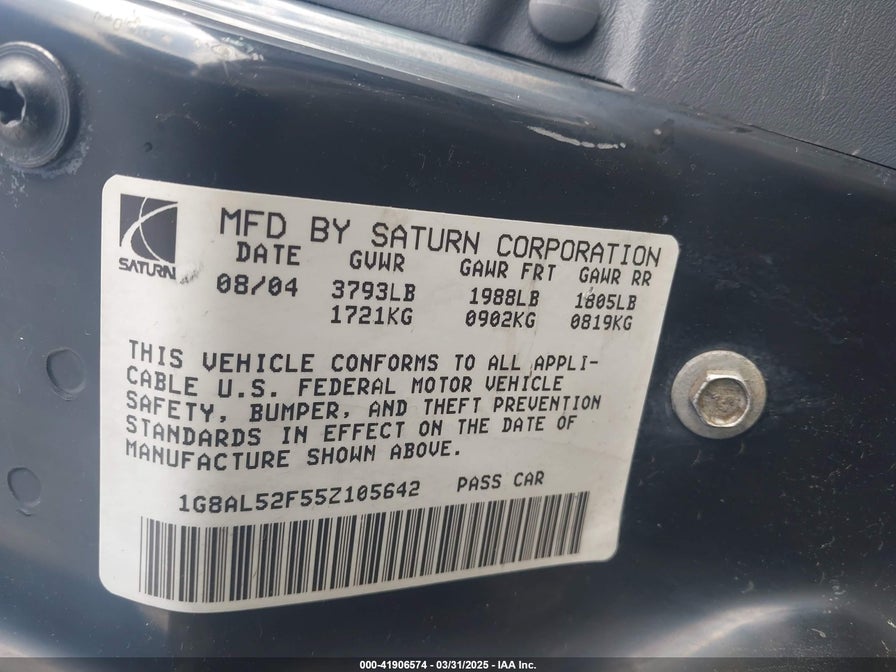 SATURN
MFD BY SATURN CORPORATION
DATE GVWR GAWR FRT GAWR RR
08/04 3793LB 1988LB 1805LB
1721KG 0902KG 0819KG
THIS VEHICLE CONFORMS TO ALL APPLI-
CABLE U.S. FEDERAL MOTOR VEHICLE
SAFETY, BUMPER, AND THEFT PREVENTION
STANDARDS IN EFFECT ON THE DATE OF
MANUFACTURE SHOWN ABOVE.
1G8AL52F55Z105642 PASS CAR
000-41906574 — 03/31/2025 — IAA Inc.